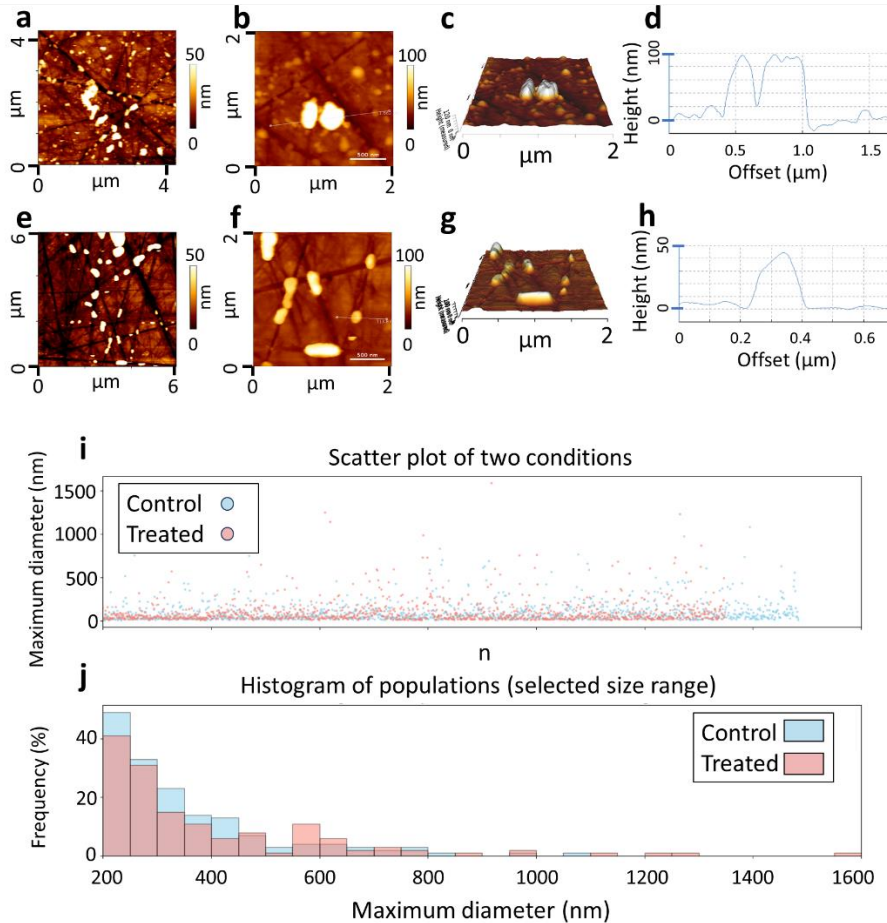 a
4
μm
0
0
4
μm
50
nm
0
b
2
μm
0
500 nm
0
2
μm
100
nm
0
c
0
2
μm
d
Height (nm)
100
0
0
0.5
1.0
1.5
Offset (μm)
e
6
μm
0
0
6
μm
50
nm
0
f
2
μm
0
500 nm
0
2
μm
100
nm
0
g
0
2
μm
h
Height (nm)
50
0
0
0.2
0.4
0.6
Offset (μm)
i
Scatter plot of two conditions
Maximum diameter (nm)
1500
1000
500
0
Control
Treated
n
j
Histogram of populations (selected size range)
Frequency (%)
40
20
0
Control
Treated
200
400
600
800
1000
1200
1400
1600
Maximum diameter (nm)